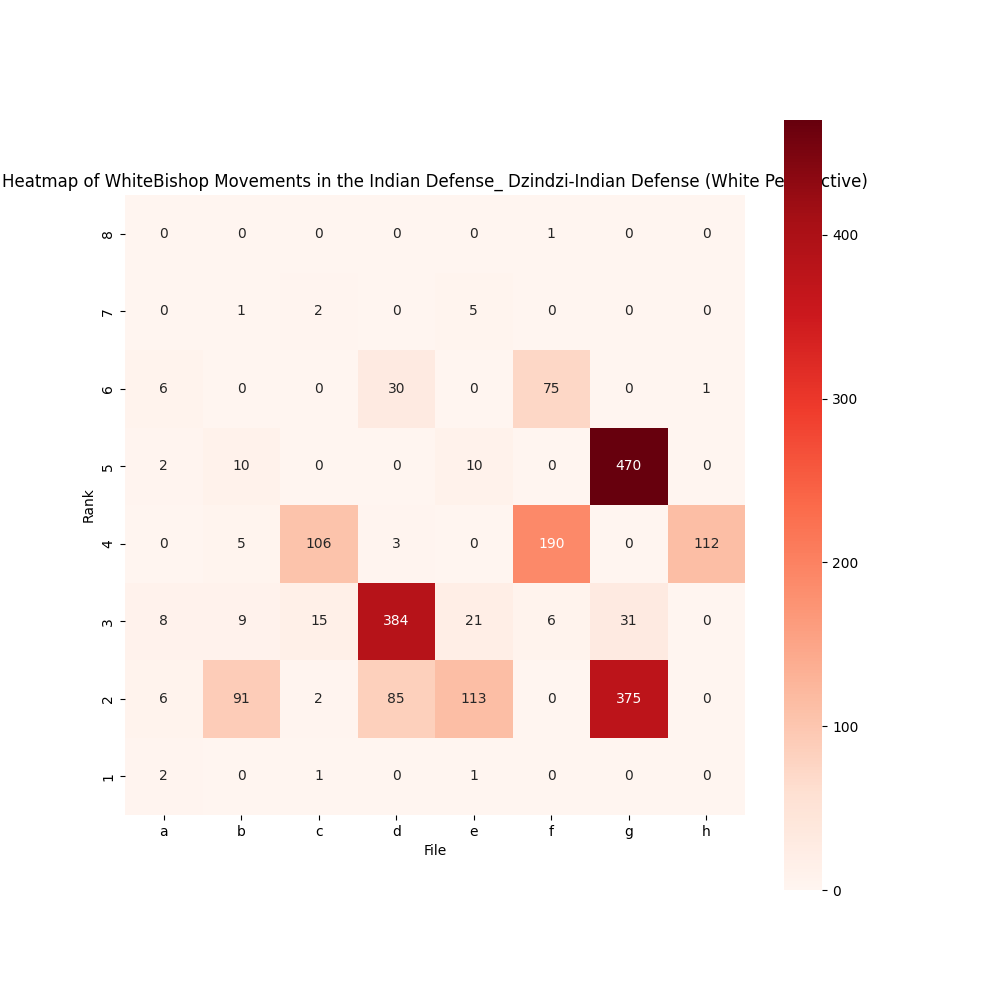 Heatmap of WhiteBishop Movements in the Indian Defense_ Dzindzi-Indian Defense (White Pe ctive)
400
300
200
100
0
Rank
8 0 0 0 0 0 1 0 0
7 0 1 2 0 5 0 0 0
6 6 0 0 30 0 75 0 1
5 2 10 0 0 10 0 470 0
4 0 5 106 3 0 190 0 112
3 8 9 15 384 21 6 31 0
2 6 91 2 85 113 0 375 0
1 2 0 1 0 1 0 0 0
a b c d e f g h
File